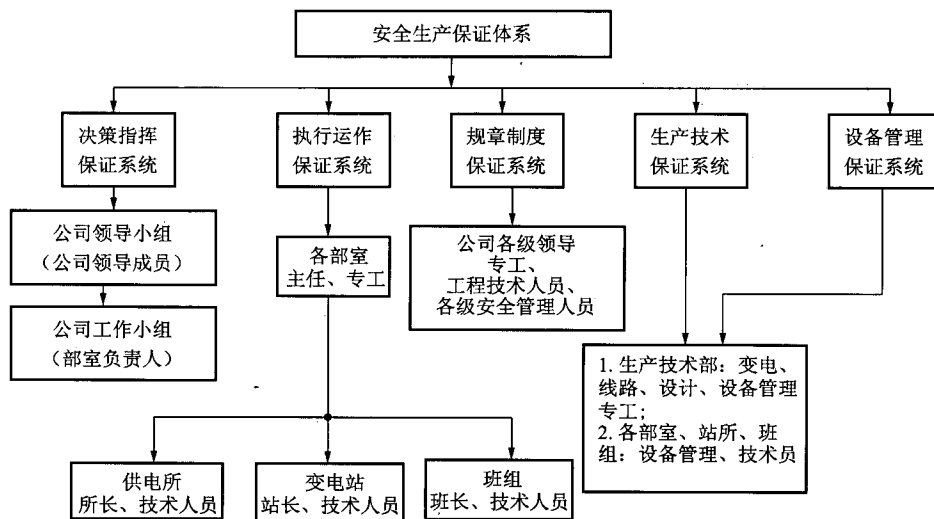 安全生产保证体系
决策指挥
保证系统
执行运作
保证系统
规章制度
保证系统
生产技术
保证系统
设备管理
保证系统
公司领导小组
（公司领导成员）
公司工作小组
（部室负责人）
各部室
主任、专工
公司各级领导
专工、
工程技术人员、
各级安全管理人员
1. 生产技术部：变电、
线路、设计、设备管理
专工；
2. 各部室、站所、班
组：设备管理、技术员
供电所
所长、技术人员
变电站
站长、技术人员
班组
班长、技术人员